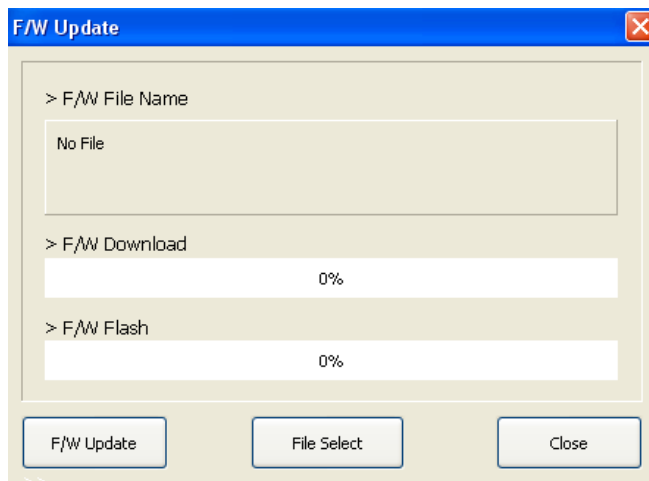 F/W Update
> F/W File Name
No File
> F/W Download
0%
> F/W Flash
0%
F/W Update File Select Close
>>